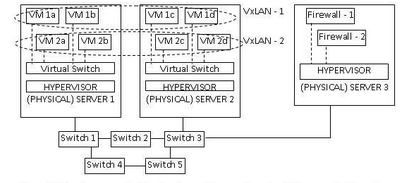 VM 1a VM 1b VM 1c VM 1d VxLAN - 1 Firewall - 1
VM 2a VM 2b VM 2c VM 2d VxLAN - 2 Firewall - 2
Virtual Switch Virtual Switch HYPERVISOR
HYPERVISOR HYPERVISOR (PHYSICAL) SERVER 3
(PHYSICAL) SERVER 1 (PHYSICAL) SERVER 2
Switch 1 Switch 2 Switch 3
Switch 4 Switch 5